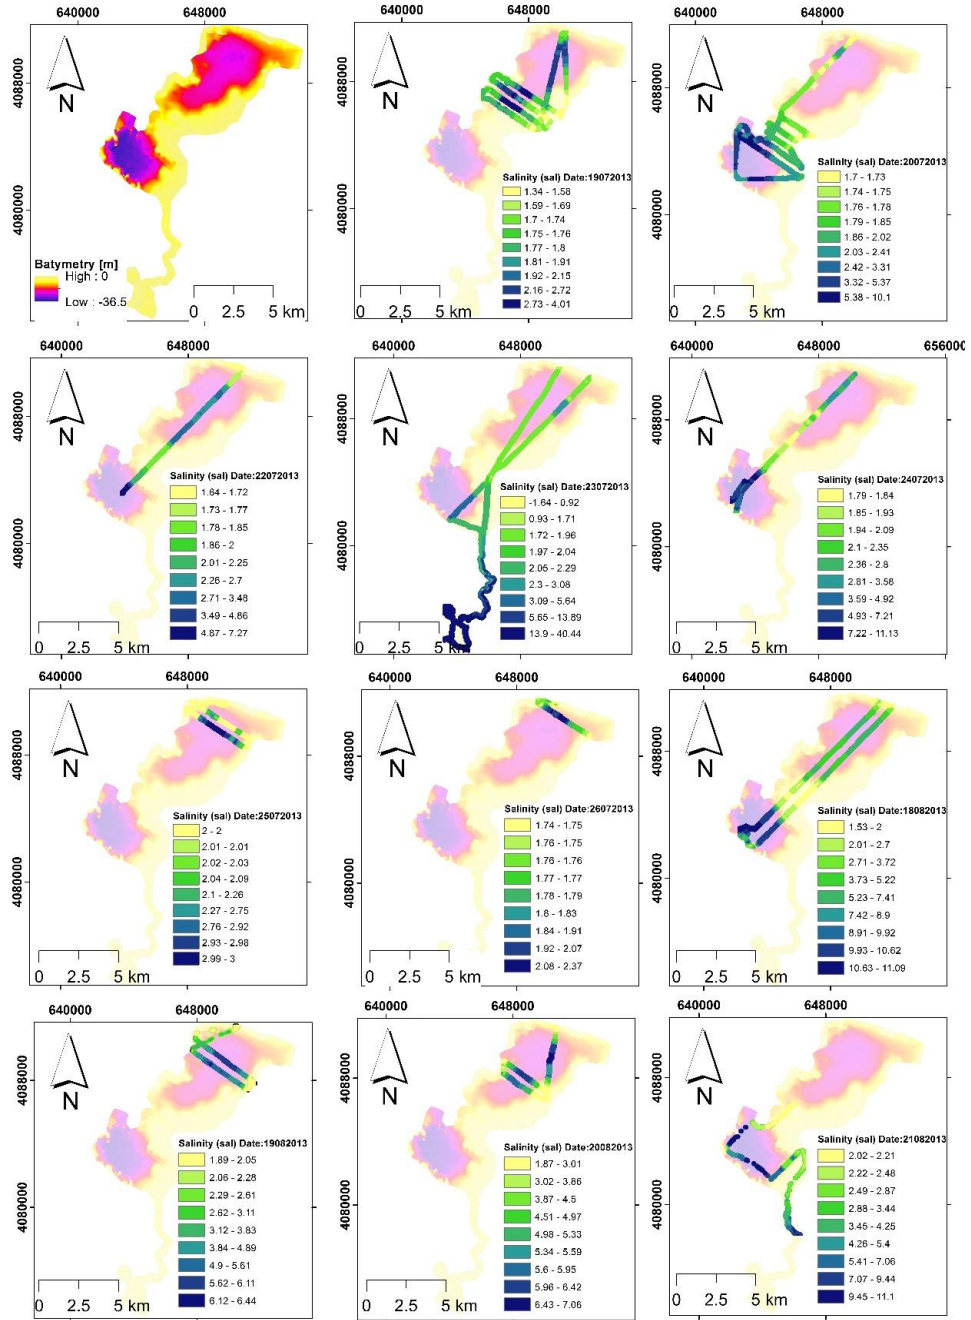 640000 648000
4088000
4080000
N
Batymetry [m]
High : 0
Low : -36.5
0 2.5 5 km
640000 648000
4088000
4080000
N
Salinity (sal) Date:19072013
1.34 - 1.58
1.59 - 1.69
1.7 - 1.74
1.75 - 1.76
1.77 - 1.8
1.81 - 1.91
1.92 - 2.15
2.16 - 2.72
2.73 - 4.01
0 2.5 5 km
640000 648000
4088000
4080000
N
Salinity (sal) Date:20072013
1.7 - 1.73
1.74 - 1.75
1.76 - 1.78
1.79 - 1.85
1.86 - 2.02
2.03 - 2.41
2.42 - 3.31
3.32 - 5.37
5.38 - 10.1
0 2.5 5 km
640000 648000
4088000
4080000
N
Salinity (sal) Date:22072013
1.64 - 1.72
1.73 - 1.77
1.78 - 1.85
1.86 - 2
2.01 - 2.25
2.26 - 2.7
2.71 - 3.48
3.49 - 4.86
4.87 - 7.27
0 2.5 5 km
640000 648000
4088000
4080000
N
Salinity (sal) Date:23072013
-1.64 - 0.92
0.93 - 1.71
1.72 - 1.96
1.97 - 2.04
2.05 - 2.29
2.3 - 3.08
3.09 - 5.64
5.65 - 13.89
13.9 - 40.44
0 2.5 5 km
640000 648000 656000
4088000
4080000
N
Salinity (sal) Date:24072013
1.79 - 1.84
1.85 - 1.93
1.94 - 2.09
2.1 - 2.35
2.36 - 2.8
2.81 - 3.58
3.59 - 4.92
4.93 - 7.21
7.22 - 11.13
0 2.5 5 km
640000 648000
4088000
4080000
N
Salinity (sal) Date:25072013
2 - 2
2.01 - 2.01
2.02 - 2.03
2.04 - 2.09
2.1 - 2.26
2.27 - 2.75
2.76 - 2.92
2.93 - 2.98
2.99 - 3
0 2.5 5 km
640000 648000
4088000
4080000
N
Salinity (sal) Date:26072013
1.74 - 1.75
1.76 - 1.75
1.76 - 1.76
1.77 - 1.77
1.78 - 1.79
1.8 - 1.83
1.84 - 1.91
1.92 - 2.07
2.08 - 2.37
0 2.5 5 km
640000 648000
4088000
4080000
N
Salinity (sal) Date:18082013
1.53 - 2
2.01 - 2.7
2.71 - 3.72
3.73 - 5.22
5.23 - 7.41
7.42 - 8.9
8.91 - 9.92
9.93 - 10.62
10.63 - 11.09
0 2.5 5 km
640000 648000
4088000
4080000
N
Salinity (sal) Date:19082013
1.89 - 2.05
2.06 - 2.28
2.29 - 2.61
2.62 - 3.11
3.12 - 3.83
3.84 - 4.89
4.9 - 5.61
5.62 - 6.11
6.12 - 6.44
0 2.5 5 km
640000 648000
4088000
4080000
N
Salinity (sal) Date:20082013
1.87 - 3.01
3.02 - 3.86
3.87 - 4.5
4.51 - 4.97
4.98 - 5.33
5.34 - 5.59
5.6 - 5.95
5.96 - 6.42
6.43 - 7.06
0 2.5 5 km
640000 648000
4088000
4080000
N
Salinity (sal) Date:21082013
2.02 - 2.21
2.22 - 2.48
2.49 - 2.87
2.88 - 3.44
3.45 - 4.25
4.26 - 5.4
5.41 - 7.06
7.07 - 9.44
9.45 - 11.1
0 2.5 5 km